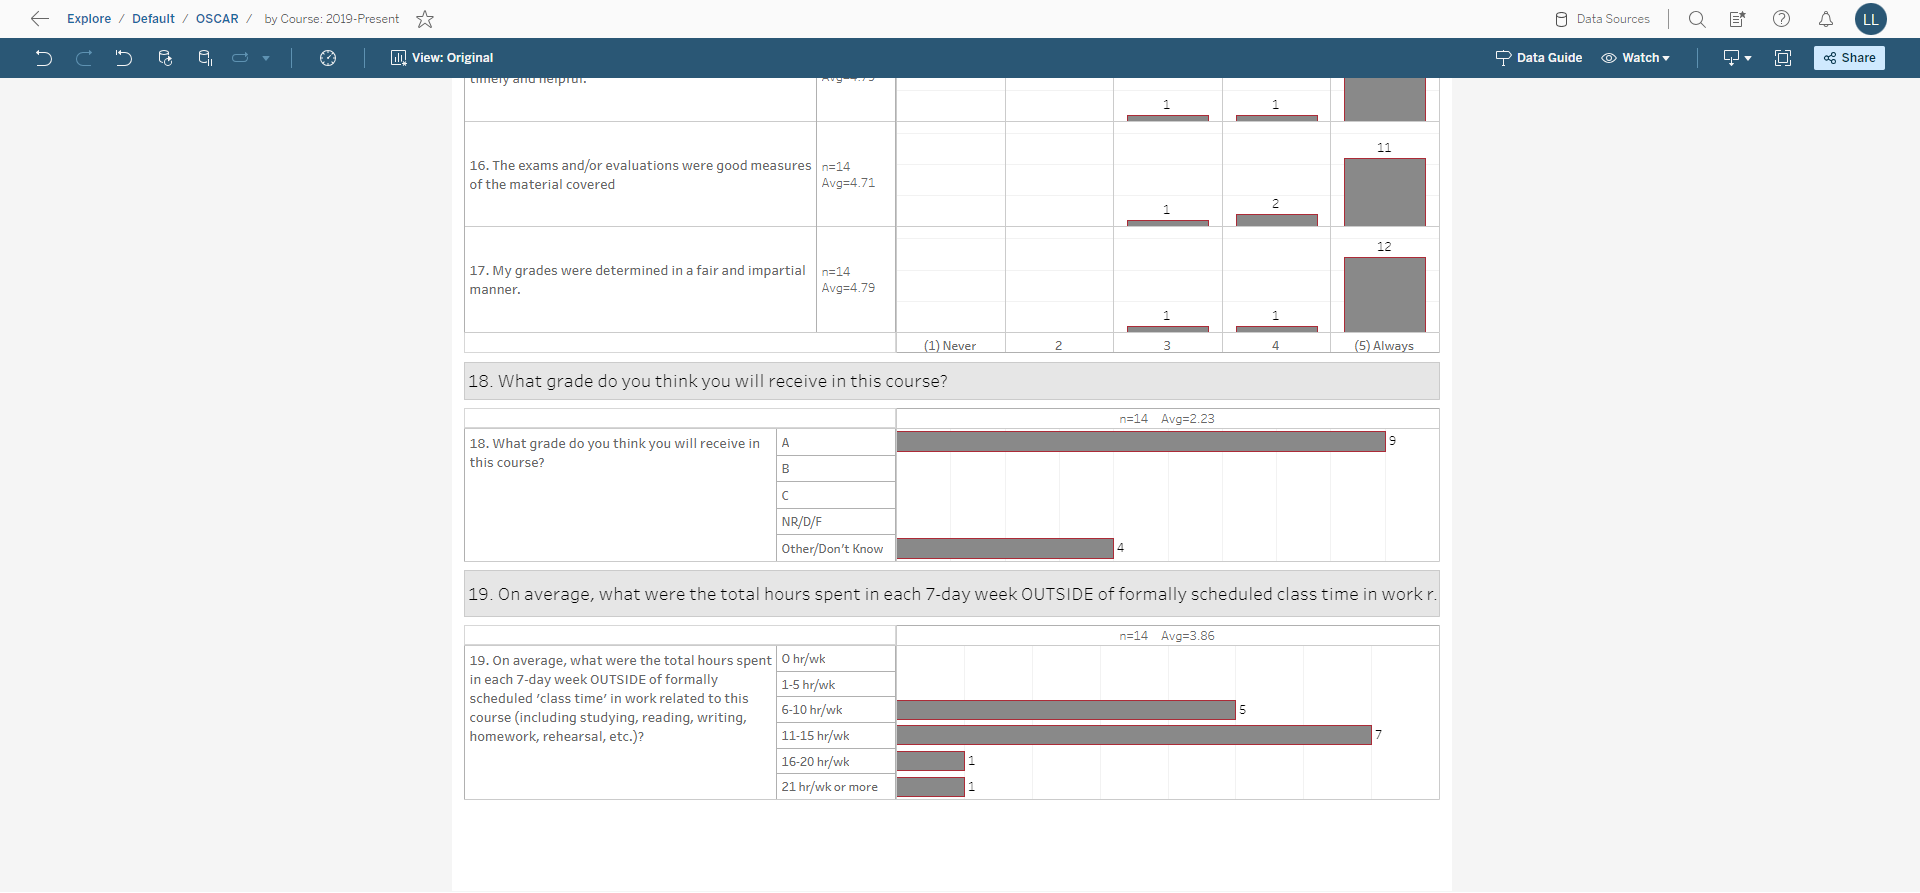 Explore / Default / OSCAR / by Course: 2019-Present
Data Sources
LL
View: Original
Data Guide
Watch
Share
timely and helpful.
16. The exams and/or evaluations were good measures
of the material covered
n=14
Avg=4.71
1
1
1
2
11
17. My grades were determined in a fair and impartial
manner.
n=14
Avg=4.79
1
1
12
(1) Never
2
3
4
(5) Always
18. What grade do you think you will receive in this course?
n=14 Avg=2.23
18. What grade do you think you will receive in
this course?
A
9
B
C
NR/D/F
Other/Don't Know
4
19. On average, what were the total hours spent in each 7-day week OUTSIDE of formally scheduled class time in work r.
n=14 Avg=3.86
19. On average, what were the total hours spent
in each 7-day week OUTSIDE of formally
scheduled 'class time' in work related to this
course (including studying, reading, writing,
homework, rehearsal, etc.)?
0 hr/wk
1-5 hr/wk
6-10 hr/wk
5
11-15 hr/wk
7
16-20 hr/wk
1
21 hr/wk or more
1